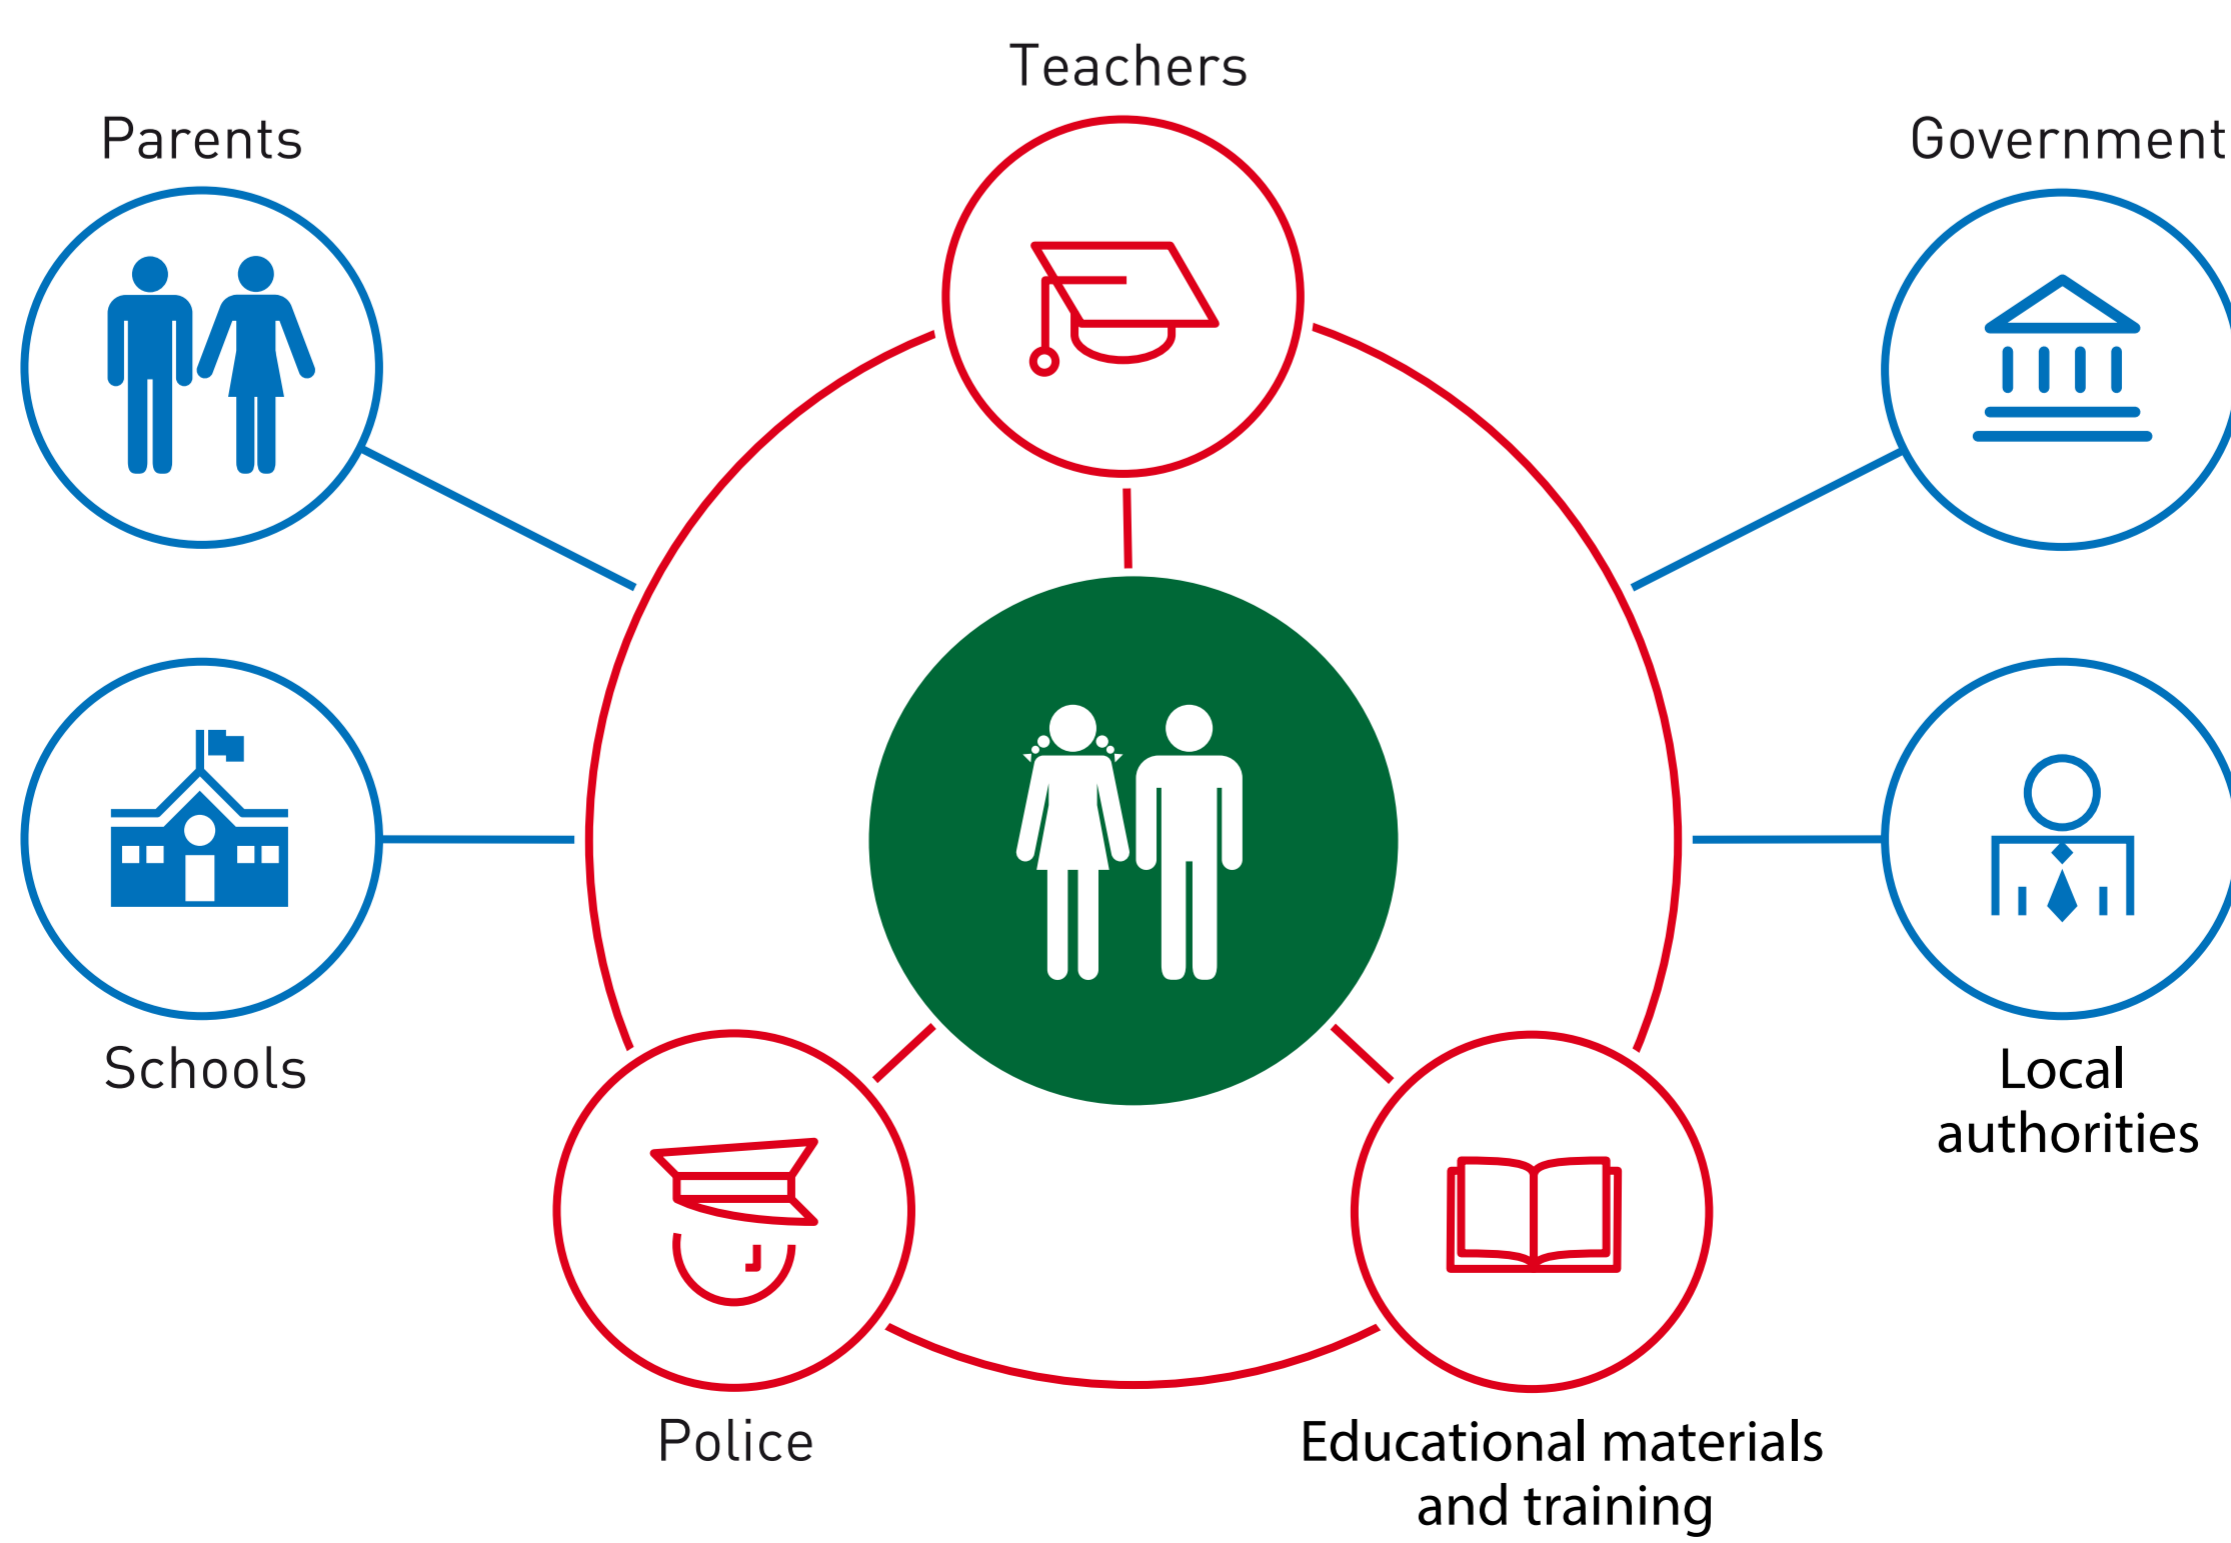 Teachers
Parents
Government
Schools
Local
authorities
Police
Educational materials
and training